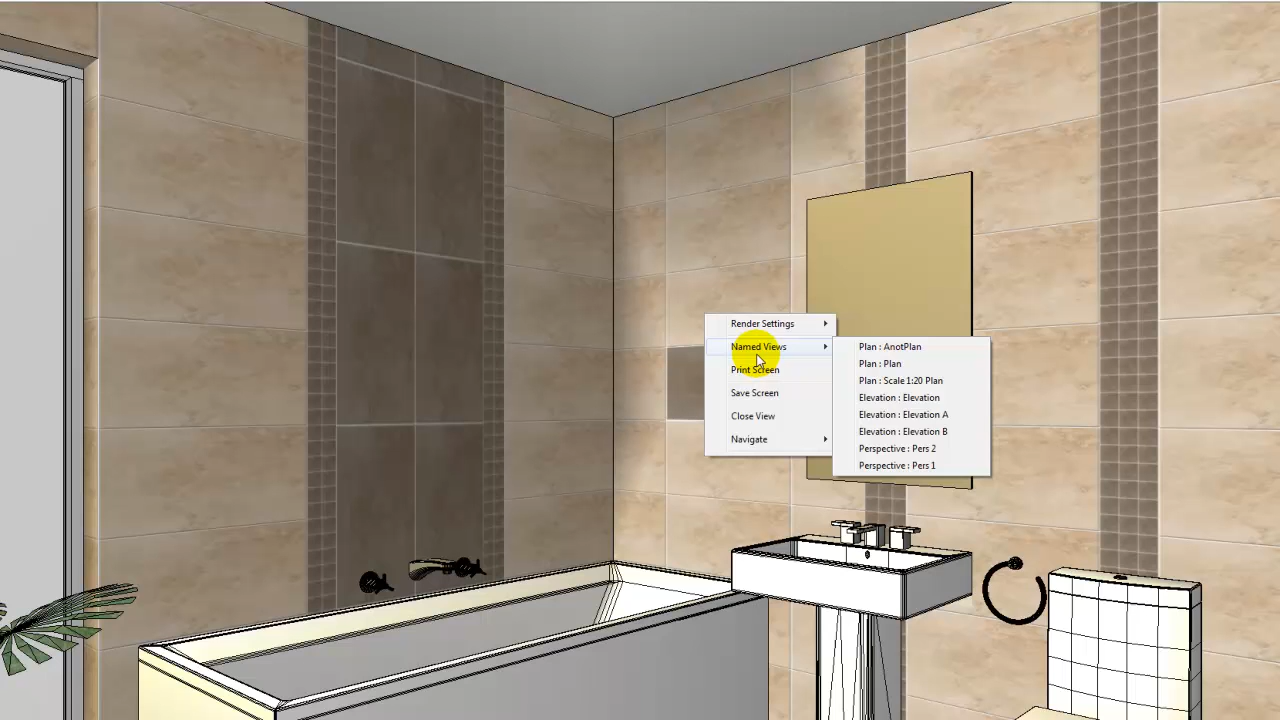 Render Settings
Named Views
Print Screen
Save Screen
Close View
Navigate
Plan : AnotPlan
Plan : Plan
Plan : Scale 1:20 Plan
Elevation : Elevation
Elevation : Elevation A
Elevation : Elevation B
Perspective : Pers 2
Perspective : Pers 1